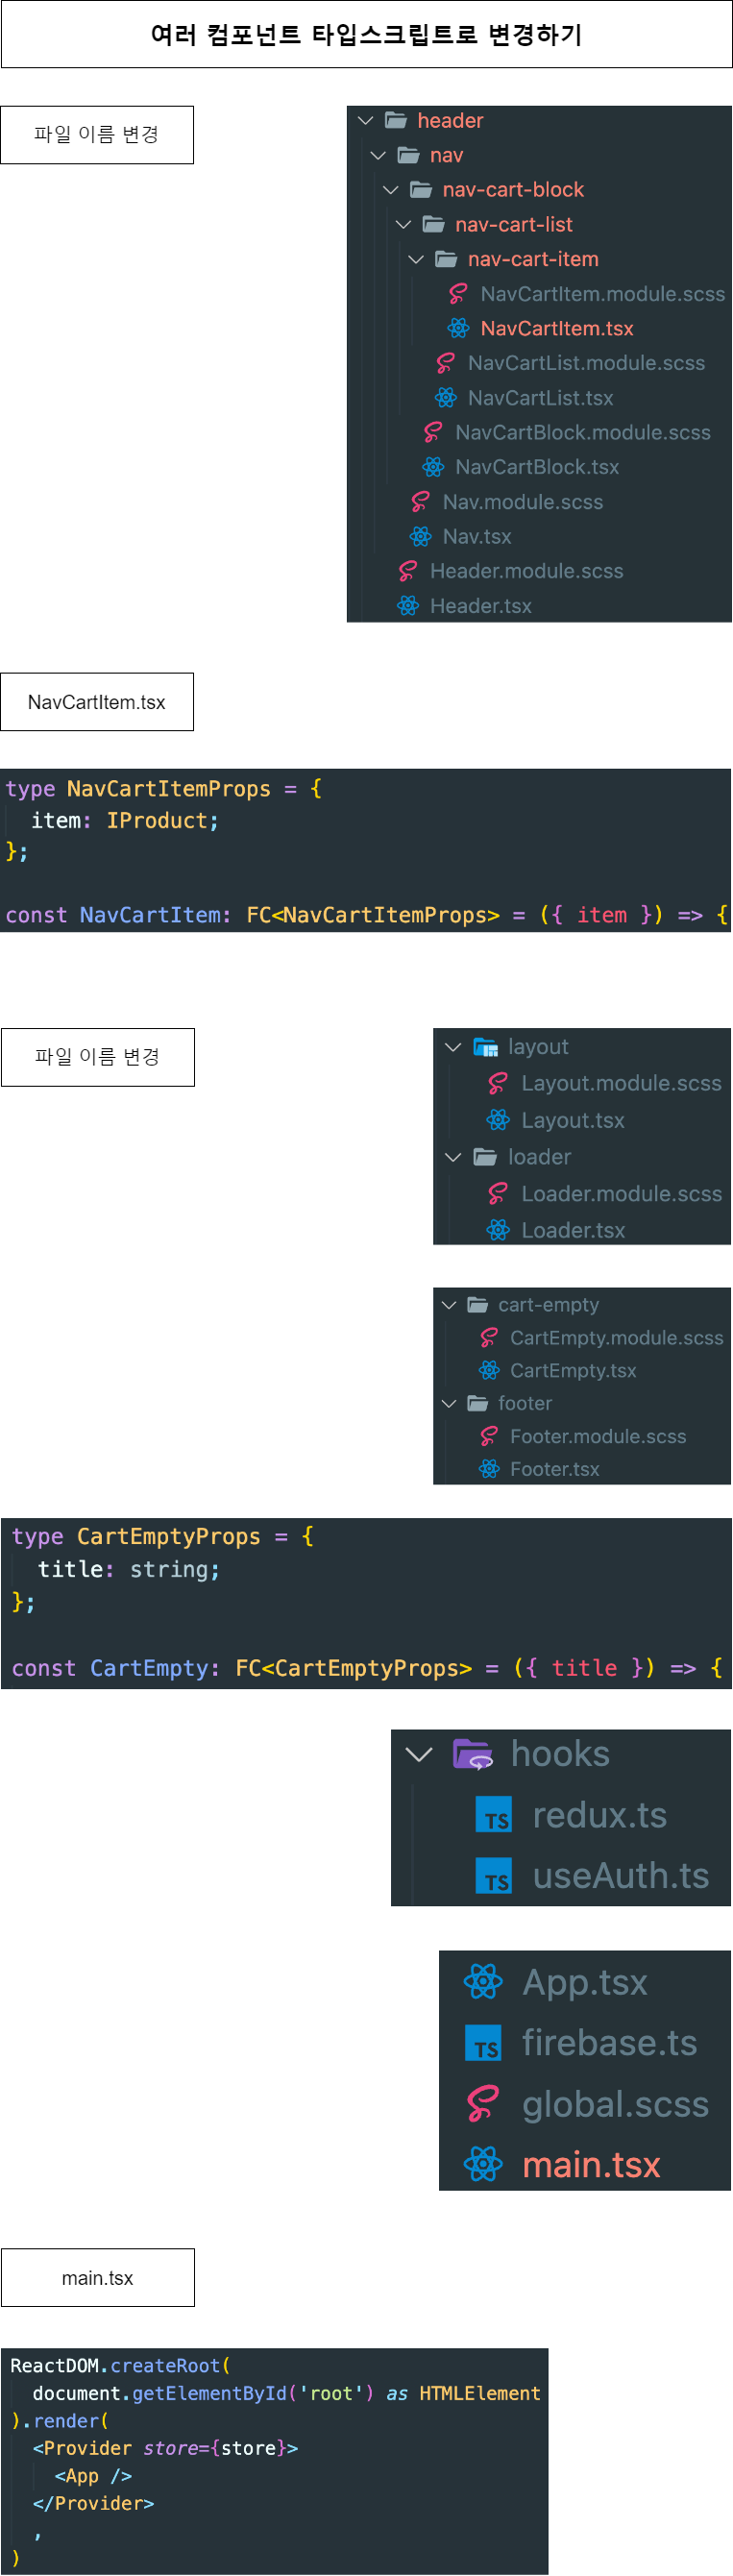 여러 컴포넌트 타입스크립트로 변경하기
파일 이름 변경
header
nav
nav-cart-block
nav-cart-list
nav-cart-item
NavCartItem.module.scss
NavCartItem.tsx
NavCartList.module.scss
NavCartList.tsx
NavCartBlock.module.scss
NavCartBlock.tsx
Nav.module.scss
Nav.tsx
Header.module.scss
Header.tsx
NavCartItem.tsx
type NavCartItemProps = {
  item: IProduct;
};
const NavCartItem: FC<NavCartItemProps> = ({ item }) => {
파일 이름 변경
layout
Layout.module.scss
Layout.tsx
loader
Loader.module.scss
Loader.tsx
cart-empty
CartEmpty.module.scss
CartEmpty.tsx
footer
Footer.module.scss
Footer.tsx
type CartEmptyProps = {
  title: string;
};
const CartEmpty: FC<CartEmptyProps> = ({ title }) => {
hooks
TS redux.ts
TS useAuth.ts
App.tsx
TS firebase.ts
global.scss
main.tsx
main.tsx
ReactDOM.createRoot(
  document.getElementById('root') as HTMLElement
).render(
  <Provider store={store}>
    <App />
  </Provider>
  ,
)